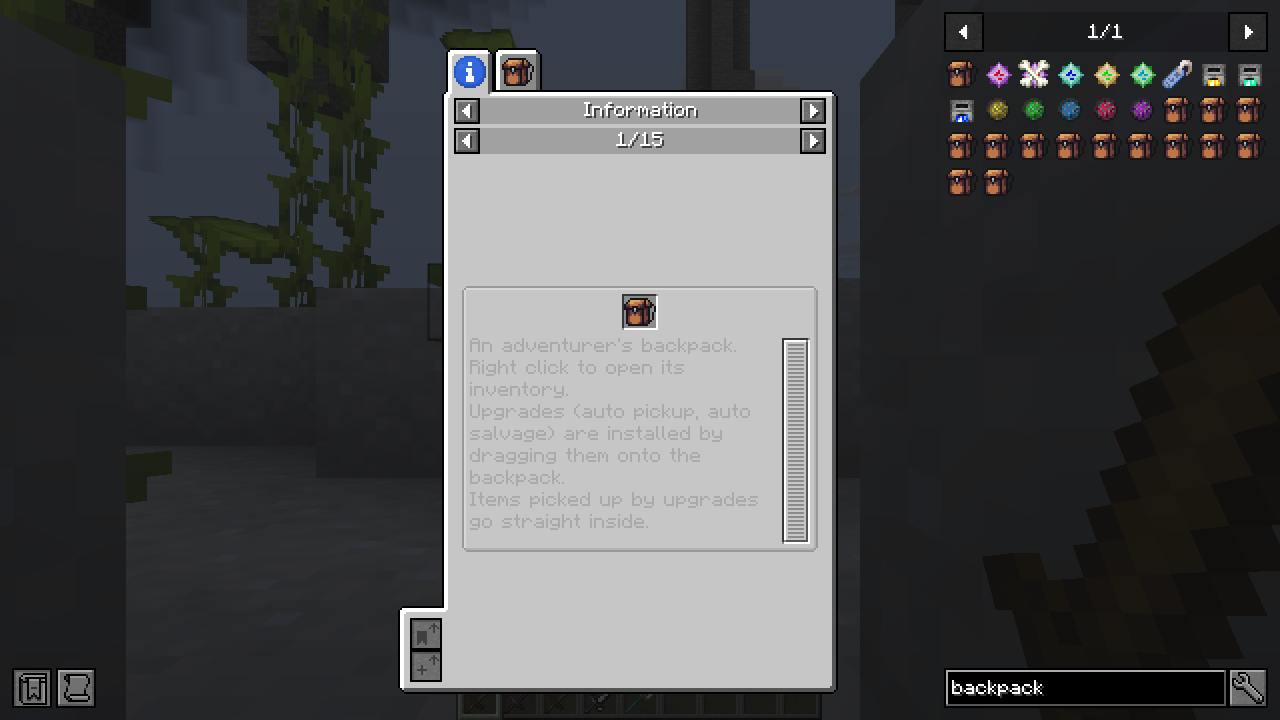 1/1
Information
1/15
An adventurer's backpack.
Right click to open its
inventory.
Upgrades (auto pickup, auto
salvage) are installed by
dragging them onto the
backpack.
Items picked up by upgrades
go straight inside.
backpack